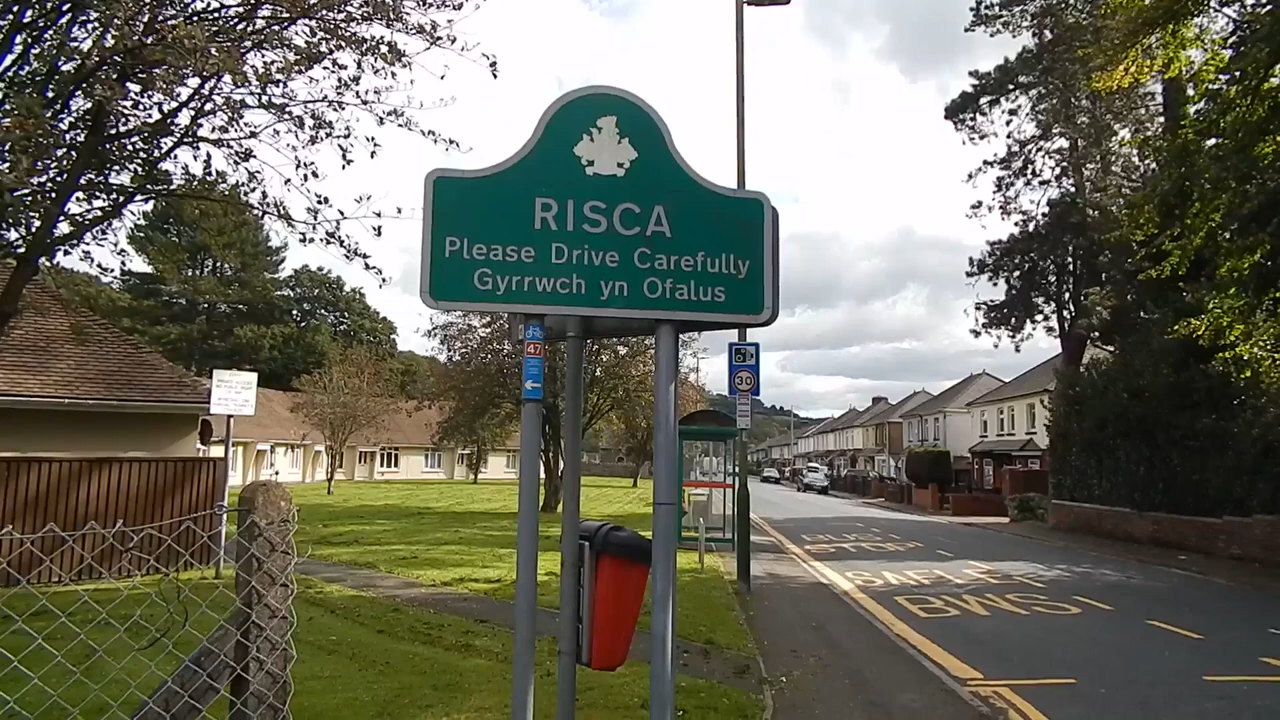 RISCA
Please Drive Carefully
Gyrrwch yn Ofalus
47
30
BUS
STOP
SAFLE
BWS